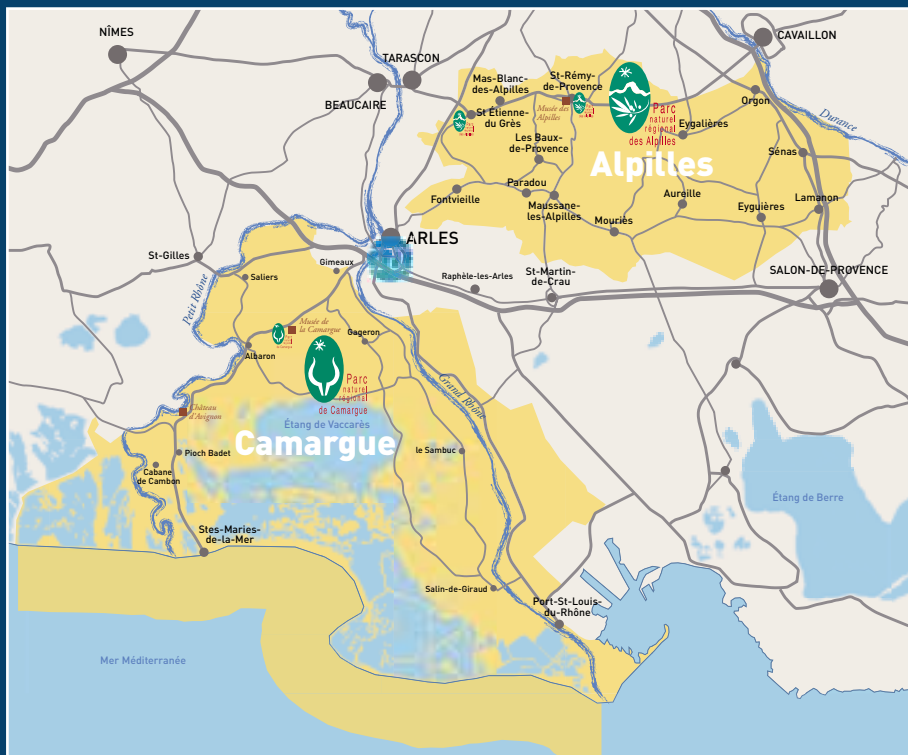 NÎMES
TARASCON
BEAUCAIRE
CAVAILLON
Mas-Blanc-
des-Alpilles
St-Rémy-
de-Provence
Musée des
Alpilles
St Étienne-
du Grès
Parc
naturel
régional
des Alpilles
Orgon
Durance
Eygalières
Les Baux-
de-Provence
Sénas
Alpilles
Paradou
Fontvieille
Maussane-
les-Alpilles
Aureille
Mouriès
Eyguières
Lamanon
ARLES
St-Gilles
Gimeaux
Saliers
Raphèle-les-Arles
St-Martin-
de-Crau
SALON-DE-PROVENCE
Petit Rhône
Musée de
la Camargue
Gageron
Albaron
Parc
naturel
régional
de Camargue
Grand Rhône
Château
d'Avignon
Étang de Vaccarès
Camargue
Pioch Badet
le Sambuc
Cabane
de Cambon
Étang de Berre
Stes-Maries-
de-la-Mer
Salin-de-Giraud
Port-St-Louis-
du-Rhône
Mer Méditerranée